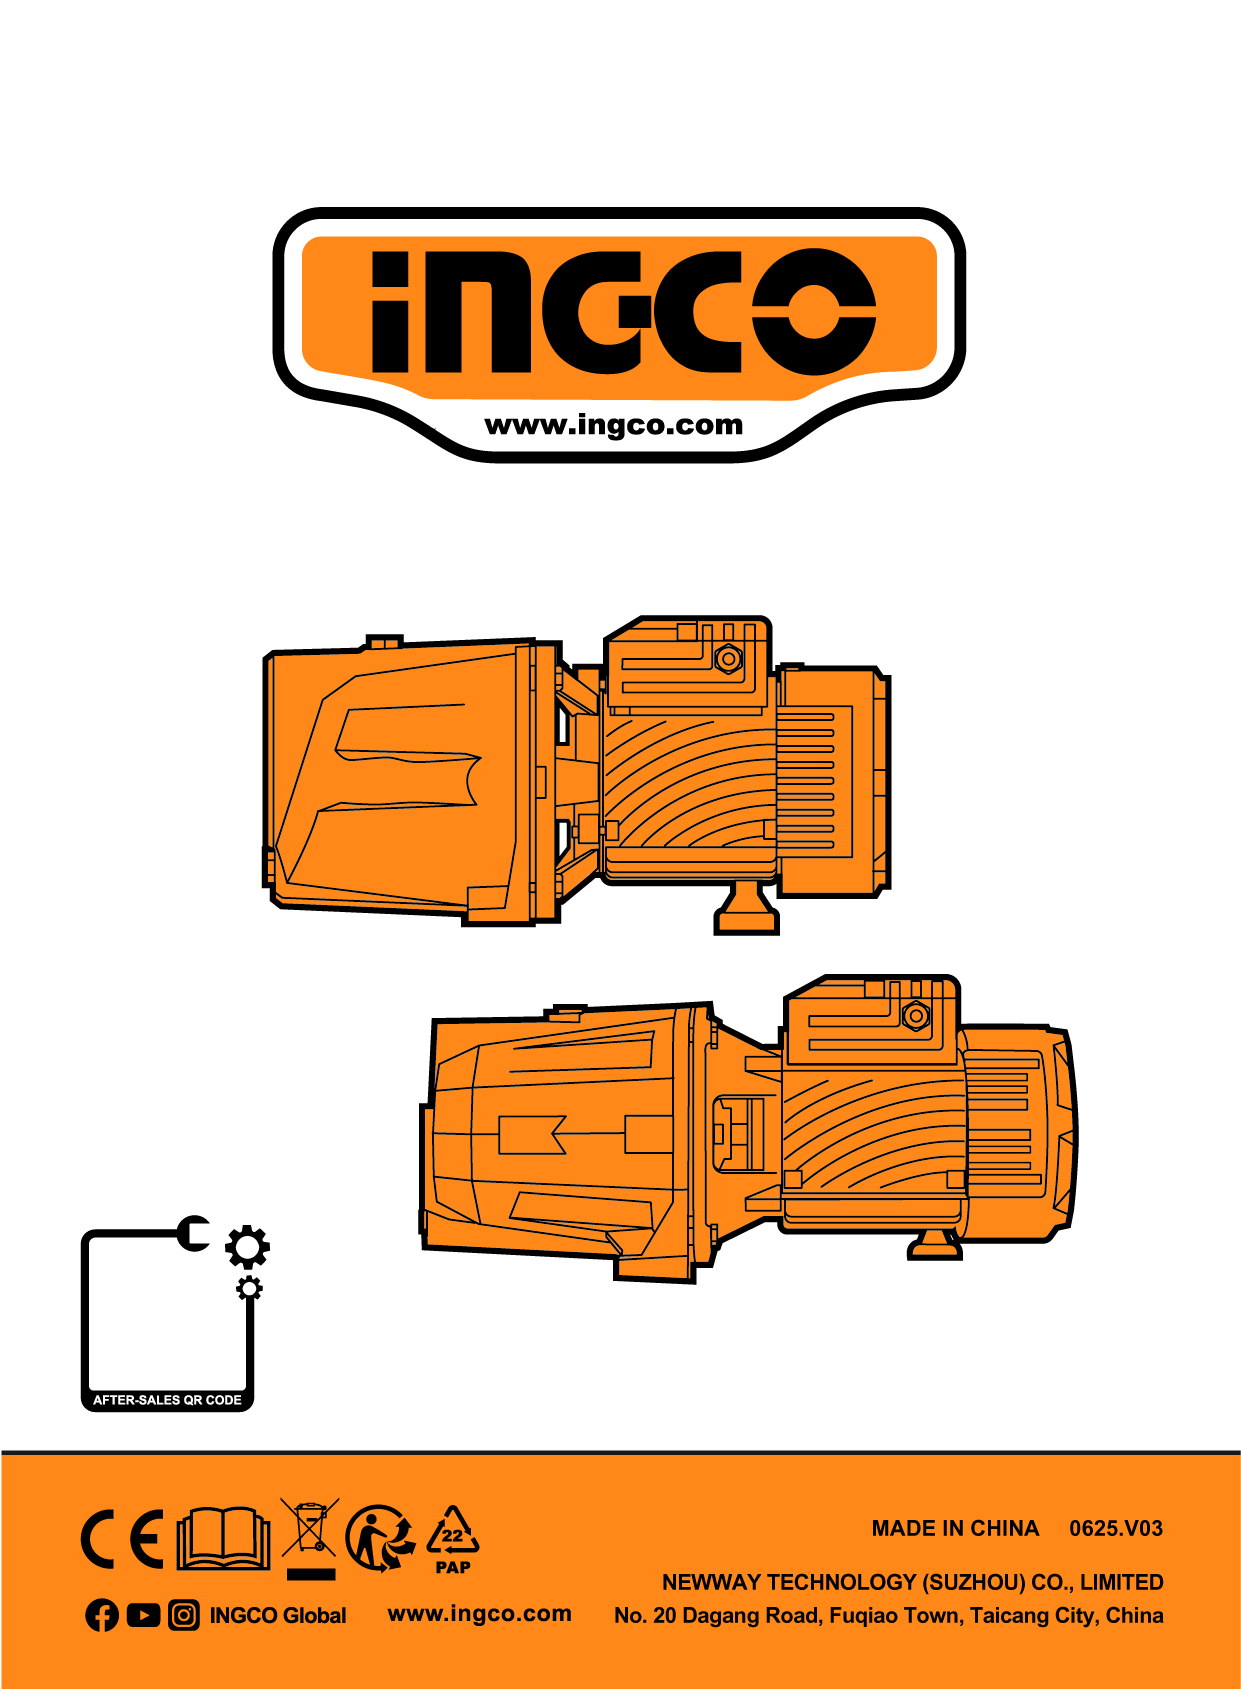 INGCO
www.ingco.com
AFTER-SALES QR CODE
CE
22
PAP
MADE IN CHINA 0625.V03
NEWWAY TECHNOLOGY (SUZHOU) CO., LIMITED
INGCO Global www.ingco.com No. 20 Dagang Road, Fuqiao Town, Taicang City, China